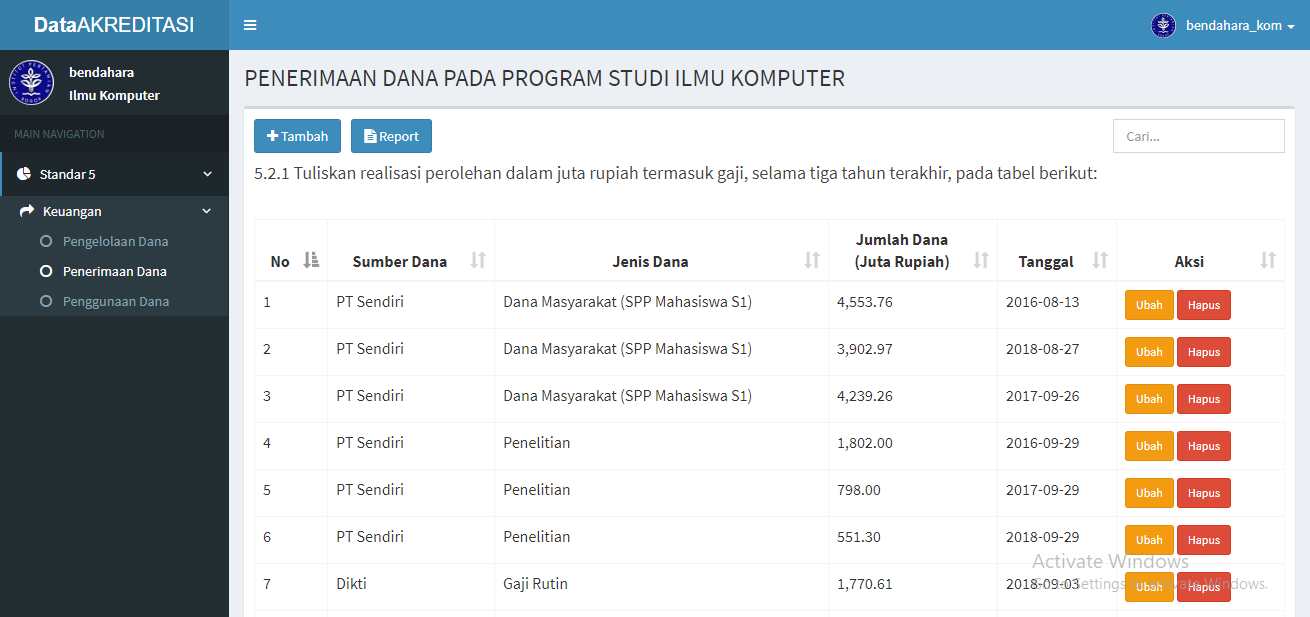 DataAKREDITASI
bendahara_kom
bendahara
Ilmu Komputer
MAIN NAVIGATION
Standar 5
Keuangan
Pengelolaan Dana
Penerimaan Dana
Penggunaan Dana
PENERIMAAN DANA PADA PROGRAM STUDI ILMU KOMPUTER
Tambah Report Cari...
5.2.1 Tuliskan realisasi perolehan dalam juta rupiah termasuk gaji, selama tiga tahun terakhir, pada tabel berikut:
No Sumber Dana Jenis Dana Jumlah Dana (Juta Rupiah) Tanggal Aksi
1 PT Sendiri Dana Masyarakat (SPP Mahasiswa S1) 4,553.76 2016-08-13 Ubah Hapus
2 PT Sendiri Dana Masyarakat (SPP Mahasiswa S1) 3,902.97 2018-08-27 Ubah Hapus
3 PT Sendiri Dana Masyarakat (SPP Mahasiswa S1) 4,239.26 2017-09-26 Ubah Hapus
4 PT Sendiri Penelitian 1,802.00 2016-09-29 Ubah Hapus
5 PT Sendiri Penelitian 798.00 2017-09-29 Ubah Hapus
6 PT Sendiri Penelitian 551.30 2018-09-29 Ubah Hapus
7 Dikti Gaji Rutin 1,770.61 2018-09-03 Ubah Hapus
Activate Windows
Settings Windows.